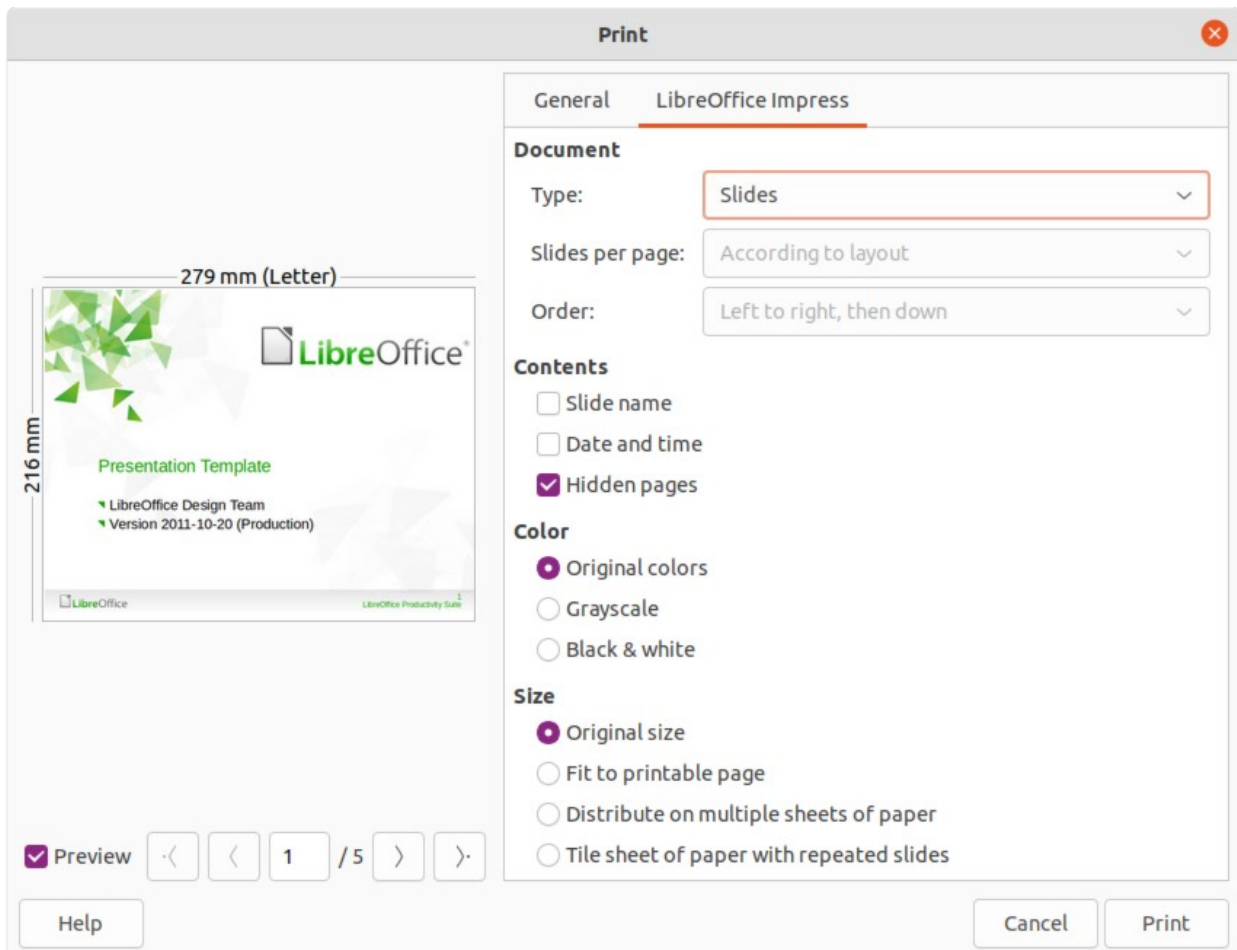 Print
General LibreOffice Impress
Document
Type: Slides
Slides per page: According to layout
Order: Left to right, then down
Contents
Slide name
Date and time
Hidden pages
Color
Original colors
Grayscale
Black & white
Size
Original size
Fit to printable page
Distribute on multiple sheets of paper
Tile sheet of paper with repeated slides
279 mm (Letter)
216 mm
LibreOffice
Presentation Template
LibreOffice Design Team
Version 2011-10-20 (Production)
LibreOffice
1
LibreOffice Productivity Suite
Preview 1 / 5
Help Cancel Print